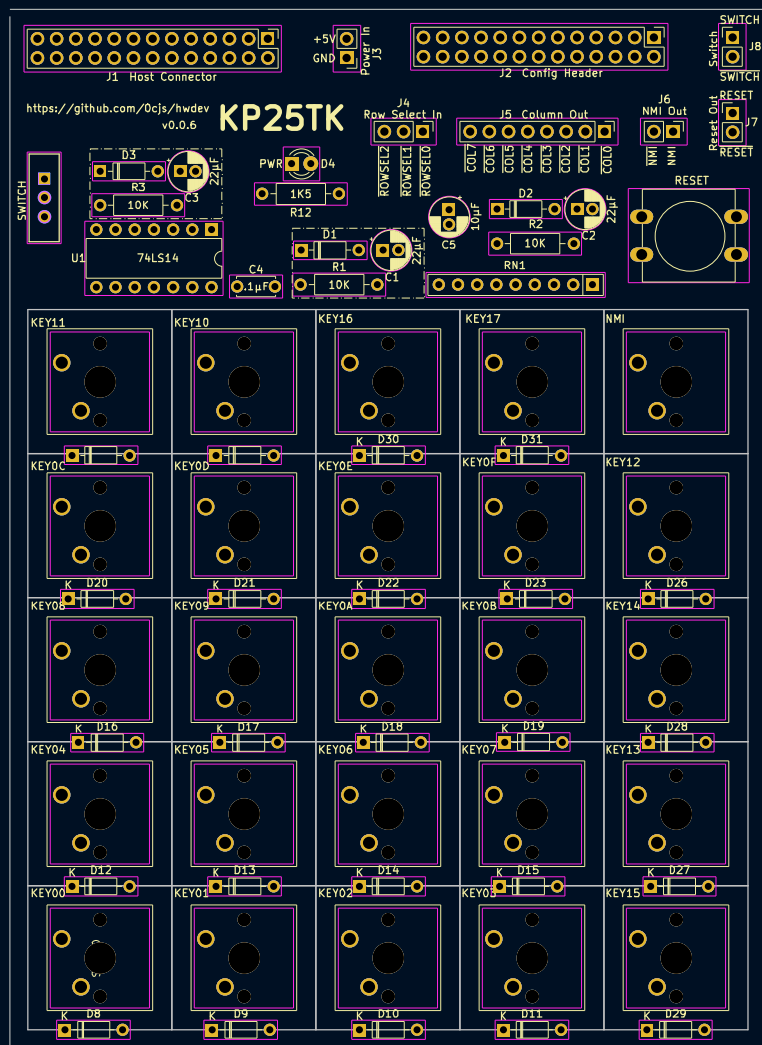 SWITCH
+5V
GND
Power In
J3
Switch
J8
J1 Host Connector
J2 Config Header
SWITCH
https://github.com/0cjs/hwdev
v0.0.6
KP25TK
J4
Row Select In
J5 Column Out
J6
NMI Out
RESET
Reset Out
J7
RESET
ROWSEL2
ROWSEL1
ROWSEL0
COL7
COL6
COL5
COL4
COL3
COL2
COL1
COL0
NMI
NMI
D3
22µF
C3
R3
10K
PWR
D4
1K5
R12
SWITCH
RESET
10µF
C5
D2
R2
22µF
C2
10K
D1
R1
22µF
C1
10K
U1
74LS14
C4
.1µF
RN1
KEY11
KEY10
KEY16
KEY17
NMI
K
D30
K
D31
KEY0C
KEY0D
KEY0E
KEY0F
KEY12
K
D20
K
D21
K
D22
K
D23
K
D26
KEY08
KEY09
KEY0A
KEY0B
KEY14
K
D16
K
D17
K
D18
K
D19
K
D28
KEY04
KEY05
KEY06
KEY07
KEY13
K
D12
K
D13
K
D14
K
D15
K
D27
KEY00
KEY01
KEY02
KEY03
KEY15
K
D8
K
D9
K
D10
K
D11
K
D29